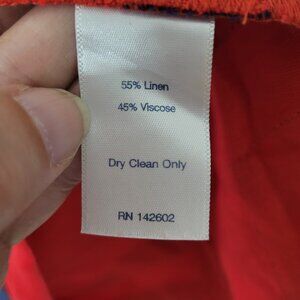 55% Linen
45% Viscose
Dry Clean Only
RN 142602